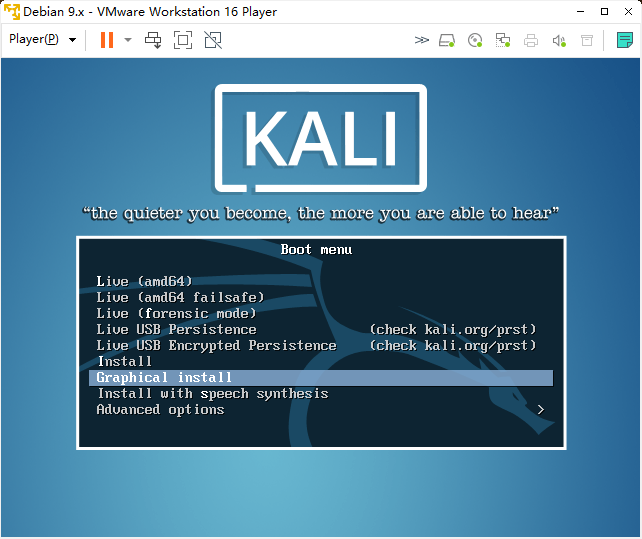 Debian 9.x - VMware Workstation 16 Player
Player(P)
KALI
“the quieter you become, the more you are able to hear”
Boot menu
Live (amd64)
Live (amd64 failsafe)
Live (forensic mode)
Live USB Persistence (check kali.org/prst)
Live USB Encrypted Persistence (check kali.org/prst)
Install
Graphical install
Install with speech synthesis
Advanced options >